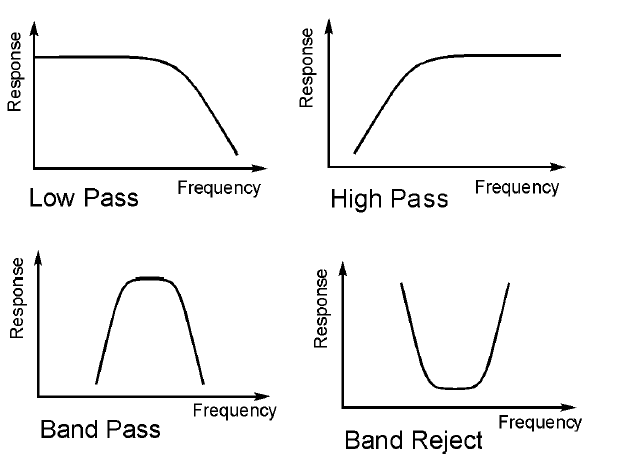 Response
Frequency
Low Pass
Response
Frequency
High Pass
Response
Frequency
Band Pass
Response
Frequency
Band Reject